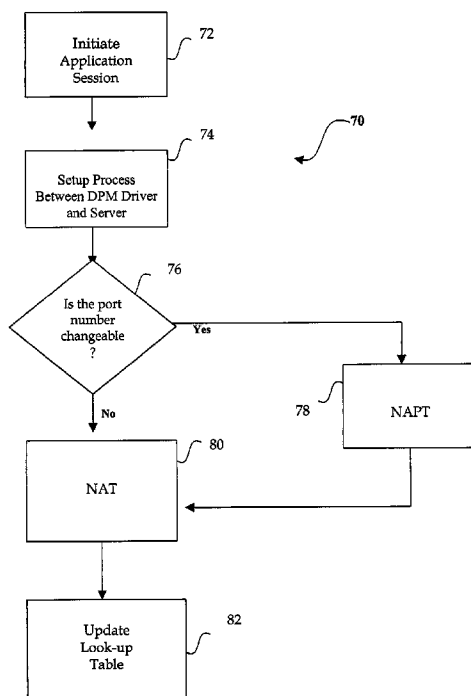 72
Initiate
Application
Session
70
74
Setup Process
Between DPM Driver
and Server
76
Is the port
number
changeable
?
Yes
78
NAPT
No
80
NAT
82
Update
Look-up
Table